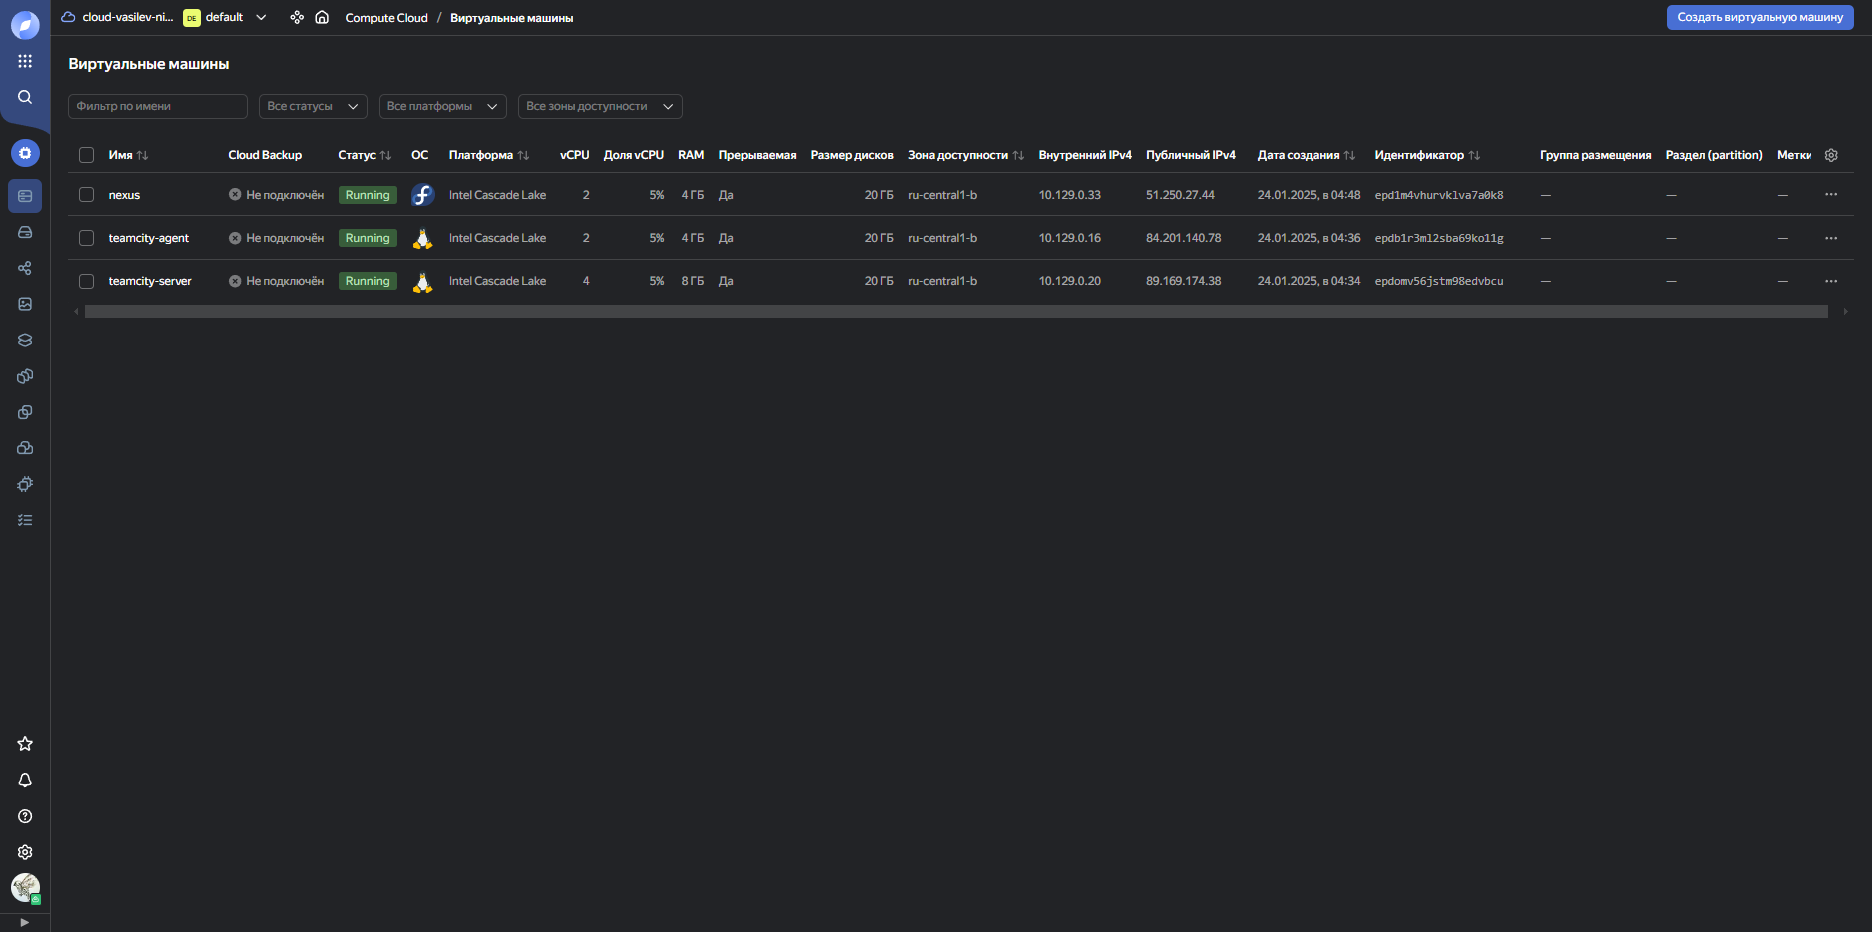 cloud-vasilev-ni... DE default Compute Cloud / Виртуальные машины Создать виртуальную машину
Виртуальные машины
Фильтр по имени Все статусы Все платформы Все зоны доступности
Имя Cloud Backup Статус ОС Платформа vCPU Доля vCPU RAM Прерываемая Размер дисков Зона доступности Внутренний IPv4 Публичный IPv4 Дата создания Идентификатор Группа размещения Раздел (partition) Метки
nexus Не подключён Running Intel Cascade Lake 2 5% 4 ГБ Да 20 ГБ ru-central1-b 10.129.0.33 51.250.27.44 24.01.2025, в 04:48 epd1m4vhurvklva7a0k8 — — —
teamcity-agent Не подключён Running Intel Cascade Lake 2 5% 4 ГБ Да 20 ГБ ru-central1-b 10.129.0.16 84.201.140.78 24.01.2025, в 04:36 epdb1r3ml2sba69ko11g — — —
teamcity-server Не подключён Running Intel Cascade Lake 4 5% 8 ГБ Да 20 ГБ ru-central1-b 10.129.0.20 89.169.174.38 24.01.2025, в 04:34 epdomv56jstm98edvbcu — — —